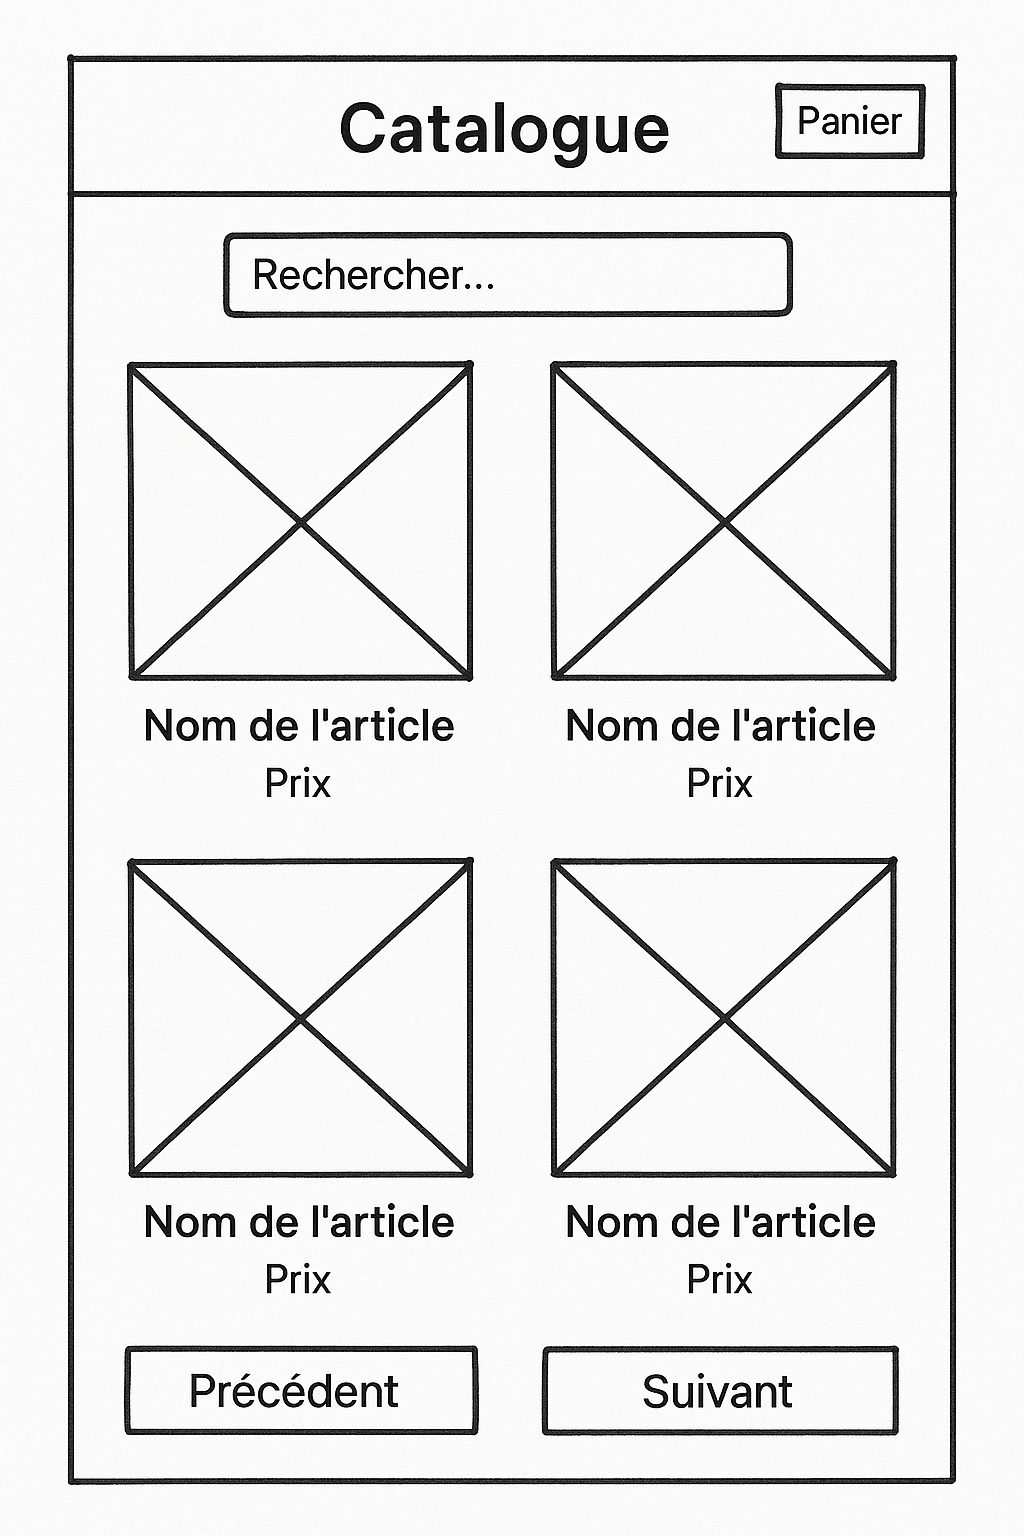 Catalogue
Panier
Rechercher...
Nom de l'article
Prix
Nom de l'article
Prix
Nom de l'article
Prix
Nom de l'article
Prix
Précédent
Suivant